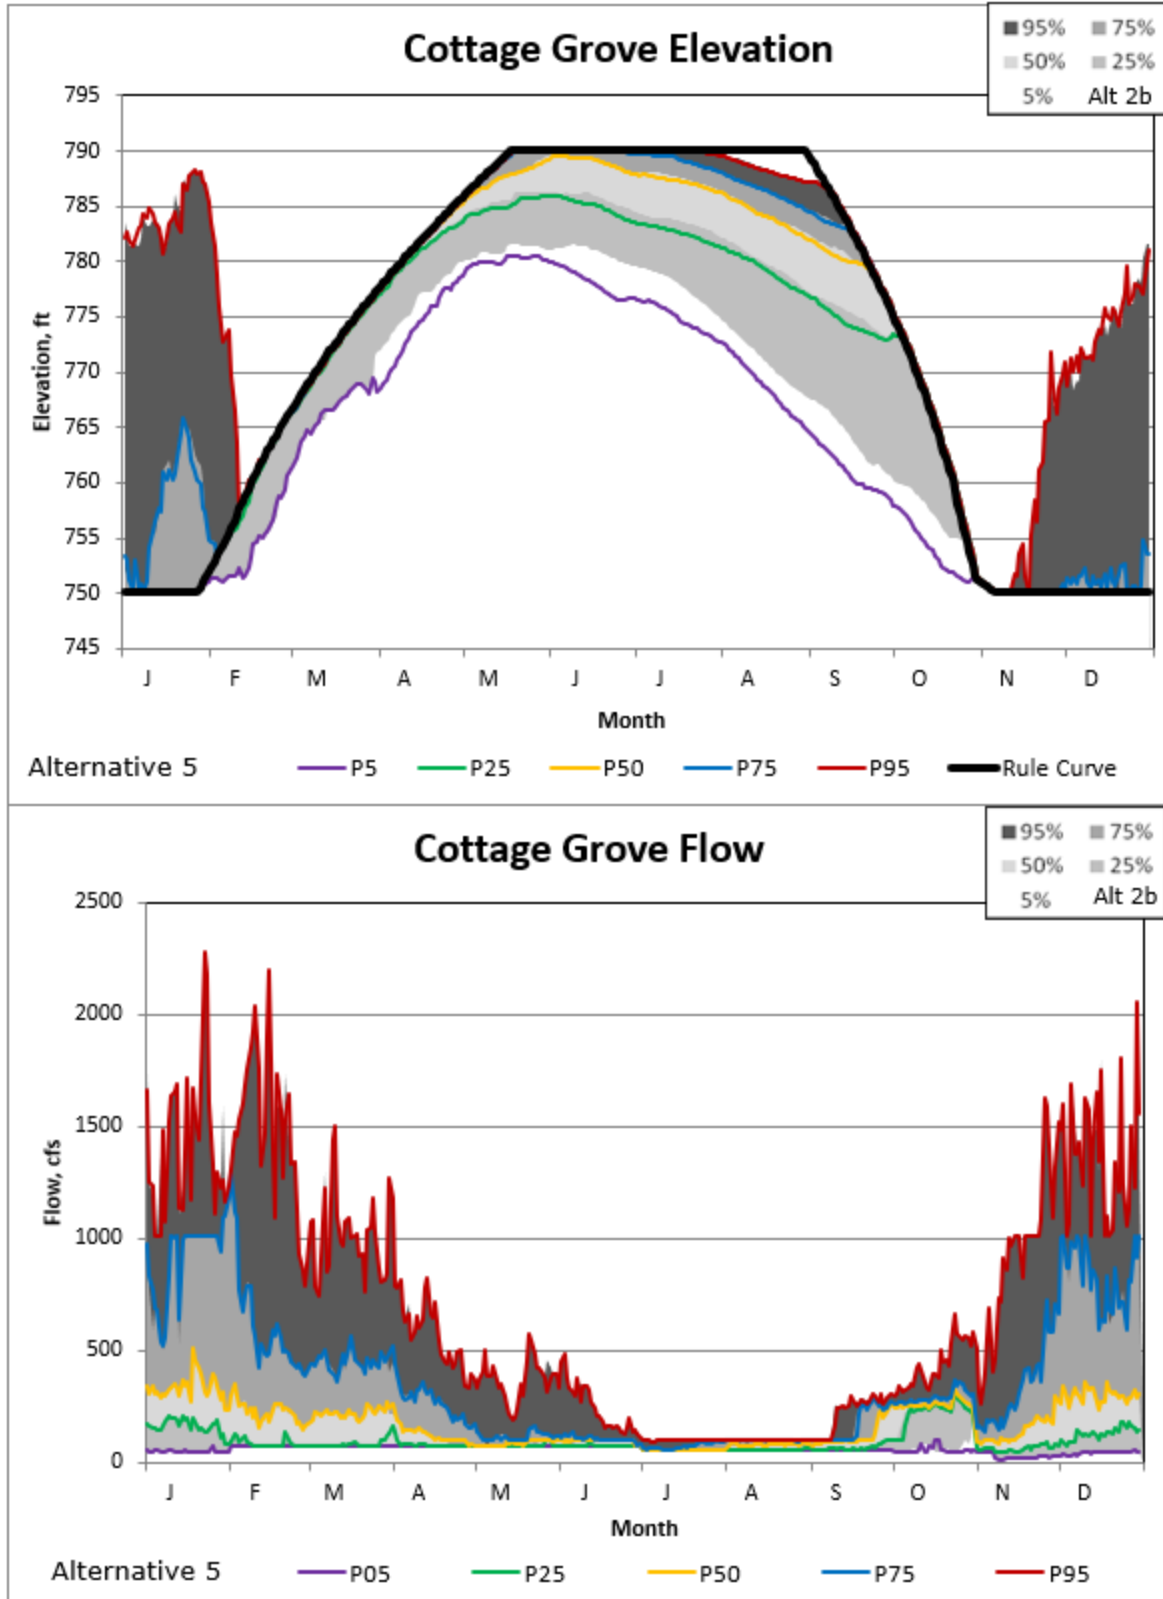 Cottage Grove Elevation
95% 75%
50% 25%
5% Alt 2b
795
790
785
780
775
770
765
760
755
750
745
Elevation, ft
J F M A M J J A S O N D
Month
Alternative 5 P5 P25 P50 P75 P95 Rule Curve
Cottage Grove Flow
95% 75%
50% 25%
5% Alt 2b
2500
2000
1500
1000
500
0
Flow, cfs
J F M A M J J A S O N D
Month
Alternative 5 P05 P25 P50 P75 P95